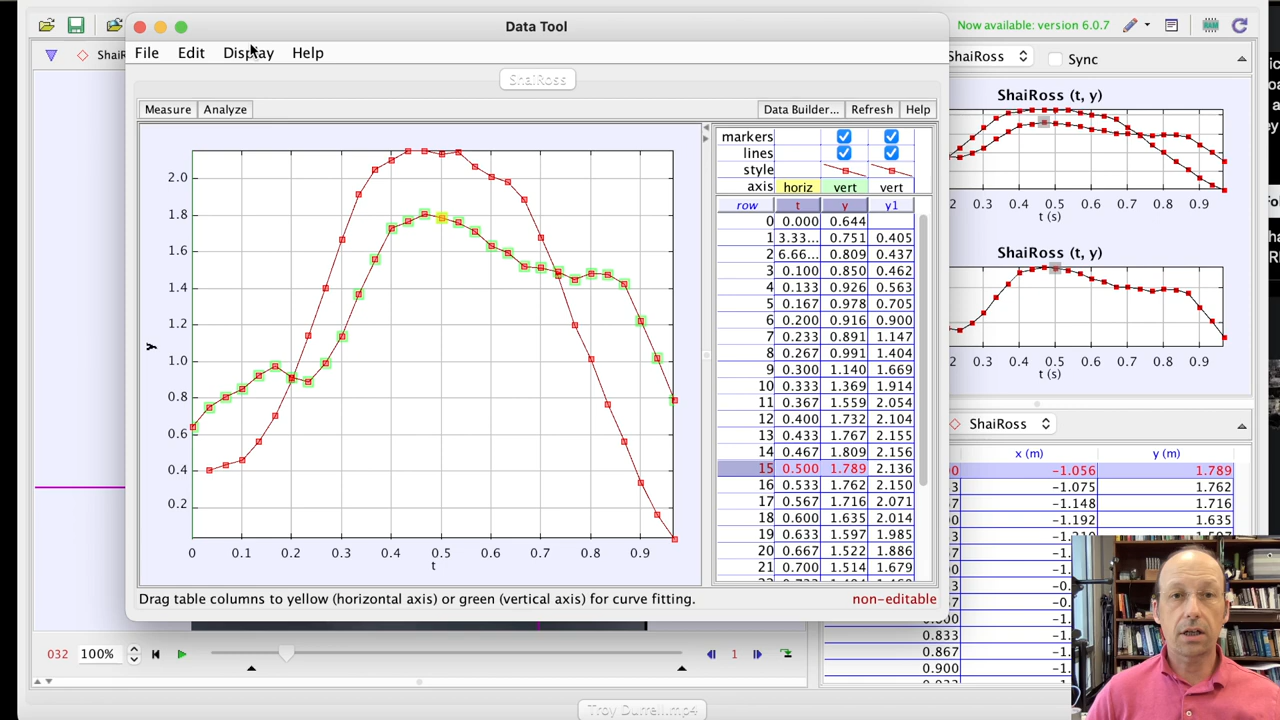 Data Tool
Now available: version 6.0.7
File Edit Display Help
ShaiRoss
Sync
ShaiRoss
Measure Analyze
Data Builder... Refresh Help
markers
lines
style
axis horiz vert vert
row t y y1
0 0.000 0.644
1 3.33... 0.751 0.405
2 6.66... 0.809 0.437
3 0.100 0.850 0.462
4 0.133 0.926 0.563
5 0.167 0.978 0.705
6 0.200 0.916 0.900
7 0.233 0.891 1.147
8 0.267 0.991 1.404
9 0.300 1.140 1.669
10 0.333 1.369 1.914
11 0.367 1.559 2.054
12 0.400 1.732 2.104
13 0.433 1.767 2.155
14 0.467 1.809 2.156
15 0.500 1.789 2.136
16 0.533 1.762 2.150
17 0.567 1.716 2.071
18 0.600 1.635 2.014
19 0.633 1.597 1.985
20 0.667 1.522 1.886
21 0.700 1.514 1.679
2.0
1.8
1.6
1.4
1.2
1.0
0.8
0.6
0.4
0.2
y
0 0.1 0.2 0.3 0.4 0.5 0.6 0.7 0.8 0.9
t
Drag table columns to yellow (horizontal axis) or green (vertical axis) for curve fitting.
non-editable
ShaiRoss (t, y)
0.3 0.4 0.5 0.6 0.7 0.8 0.9
t (s)
ShaiRoss (t, y)
0.3 0.4 0.5 0.6 0.7 0.8 0.9
t (s)
ShaiRoss
x (m) y (m)
-1.056 1.789
-1.075 1.762
-1.148 1.716
-1.192 1.635
0.833
0.867
0.900
032 100%
1
Troy Durrell.mp4